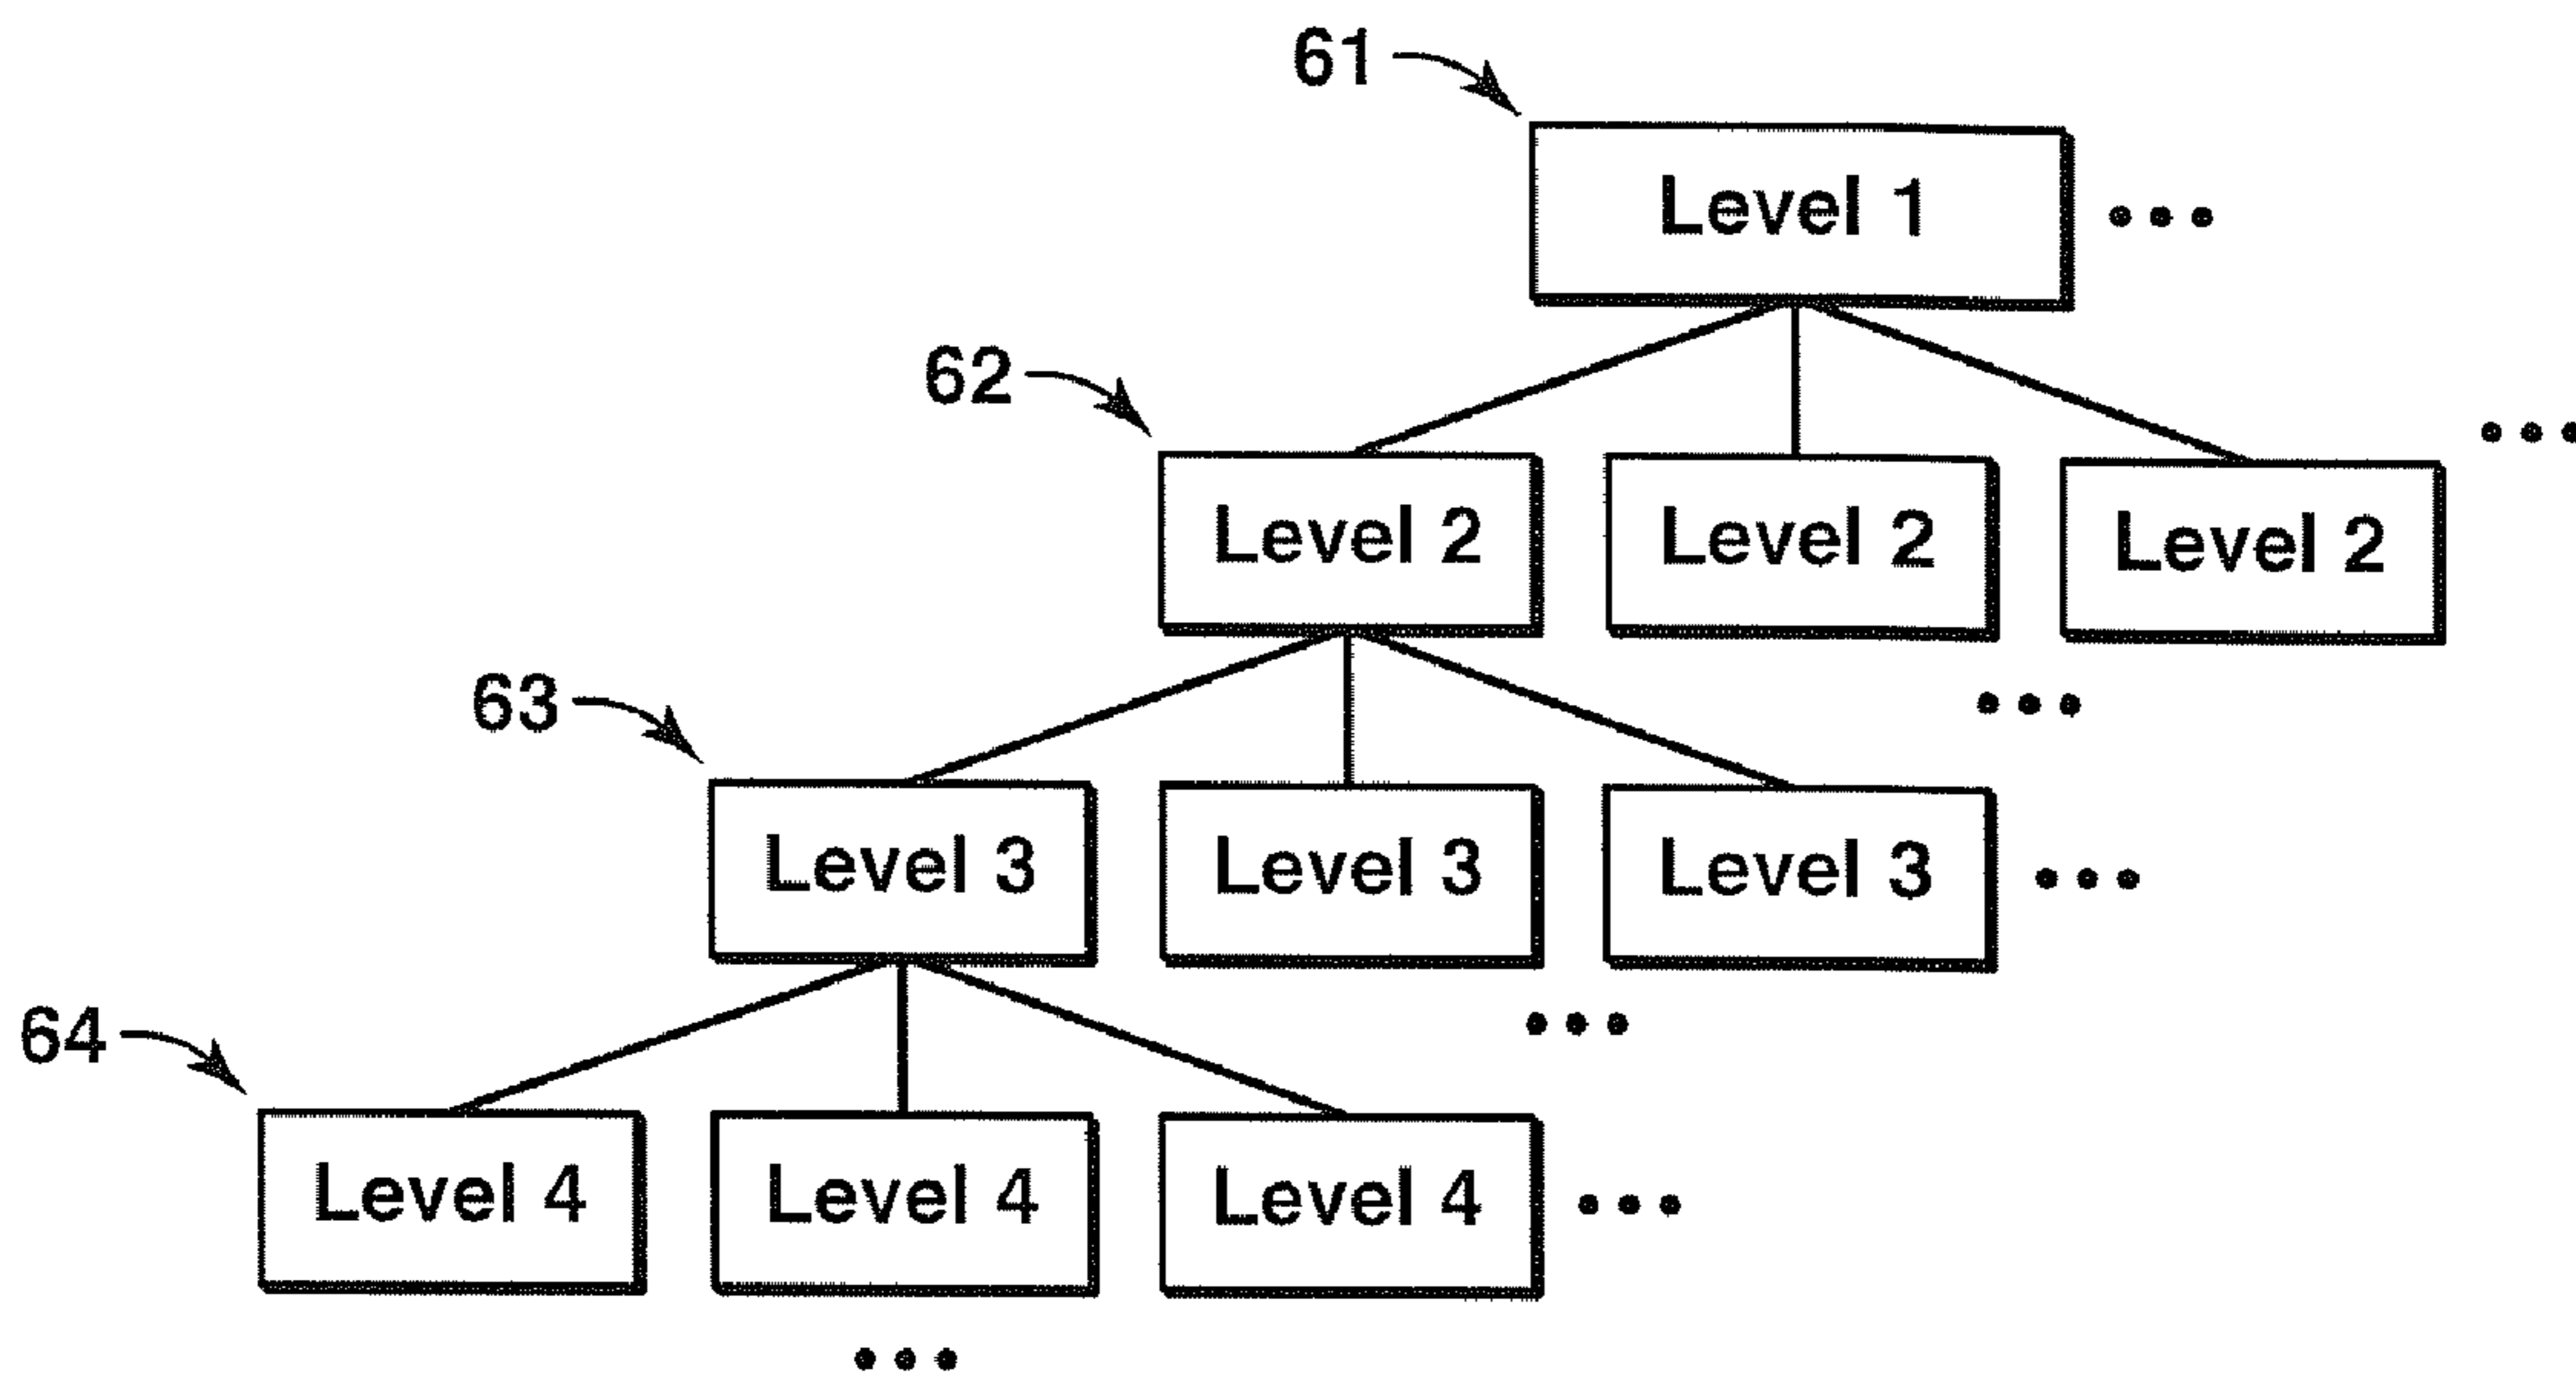 61
Level 1 •••
62
•••
Level 2 Level 2 Level 2
63
•••
Level 3 Level 3 Level 3 •••
64
•••
Level 4 Level 4 Level 4 •••
•••